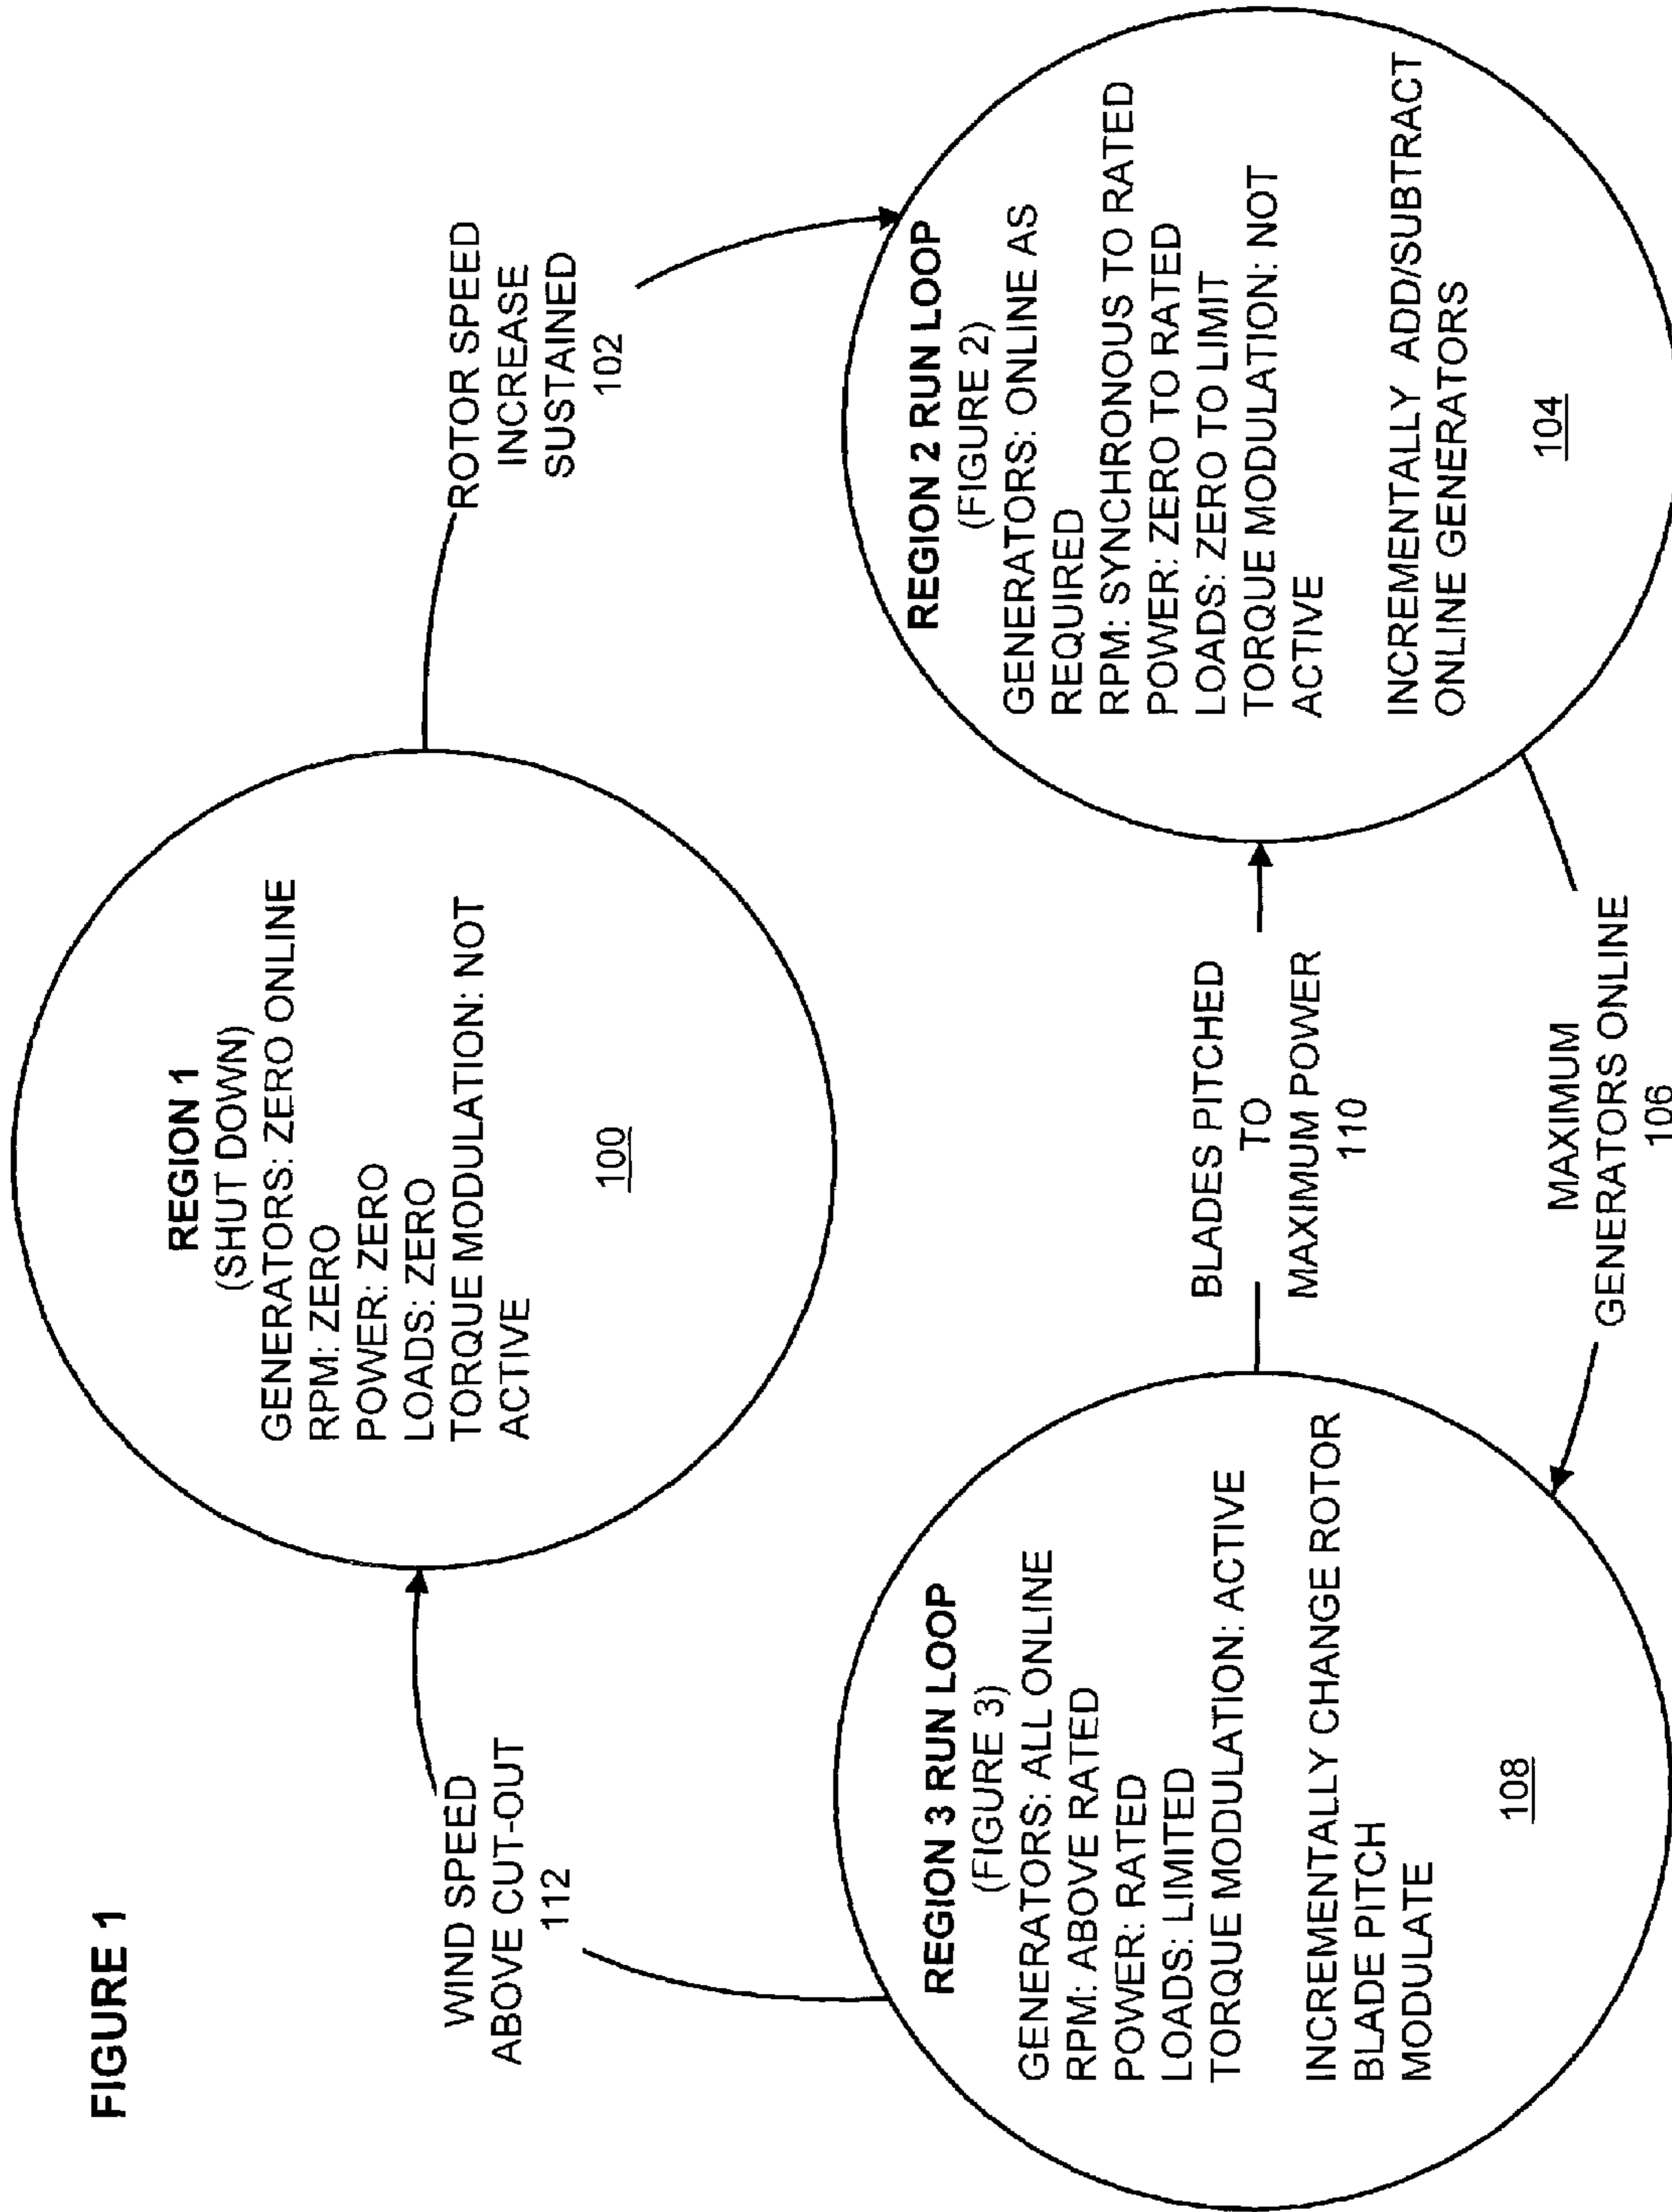 FIGURE 1
REGION 1
(SHUT DOWN)
GENERATORS: ZERO ONLINE
RPM: ZERO
POWER: ZERO
LOADS: ZERO
TORQUE MODULATION: NOT
ACTIVE
100
WIND SPEED
ABOVE CUT-OUT
112
ROTOR SPEED
INCREASE
SUSTAINED
102
REGION 3 RUN LOOP
(FIGURE 3)
GENERATORS: ALL ONLINE
RPM: ABOVE RATED
POWER: RATED
LOADS: LIMITED
TORQUE MODULATION: ACTIVE
INCREMENTALLY CHANGE ROTOR
BLADE PITCH
MODULATE
108
BLADES PITCHED
TO
MAXIMUM POWER
110
MAXIMUM
GENERATORS ONLINE
106
REGION 2 RUN LOOP
(FIGURE 2)
GENERATORS: ONLINE AS
REQUIRED
RPM: SYNCHRONOUS TO RATED
POWER: ZERO TO RATED
LOADS: ZERO TO LIMIT
TORQUE MODULATION: NOT
ACTIVE
INCREMENTALLY ADD/SUBTRACT
ONLINE GENERATORS
104